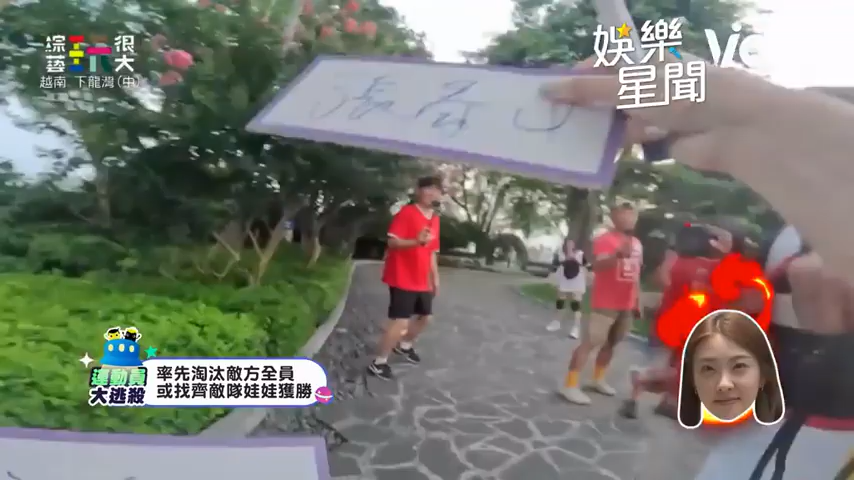 綜藝玩很大
越南 下龍灣(中)
娛樂
星聞
運動員
大逃殺
率先淘汰敵方全員
或找齊敵隊娃娃獲勝